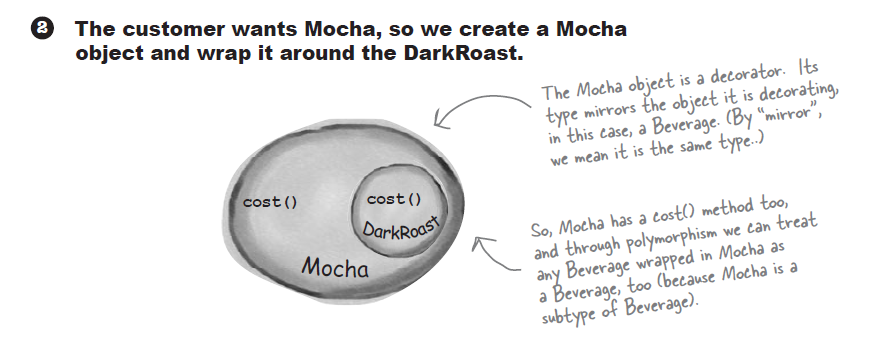 2 The customer wants Mocha, so we create a Mocha
object and wrap it around the DarkRoast.
The Mocha object is a decorator. Its
type mirrors the object it is decorating,
in this case, a Beverage. (By “mirror”,
we mean it is the same type..)
cost()
cost()
DarkRoast
Mocha
So, Mocha has a cost() method too,
and through polymorphism we can treat
any Beverage wrapped in Mocha as
a Beverage, too (because Mocha is a
subtype of Beverage).